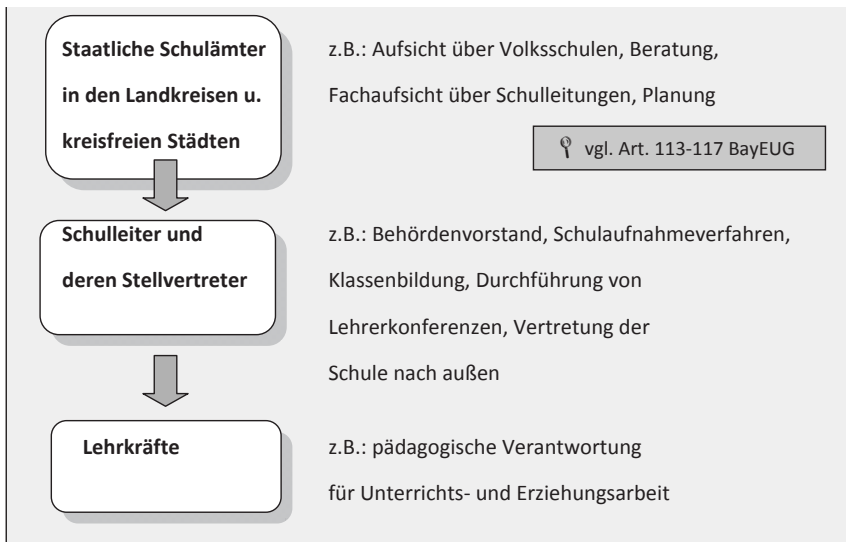 Staatliche Schulämter
in den Landkreisen u.
kreisfreien Städten
z.B.: Aufsicht über Volksschulen, Beratung,
Fachaufsicht über Schulleitungen, Planung
vgl. Art. 113-117 BayEUG
Schulleiter und
deren Stellvertreter
z.B.: Behördenvorstand, Schulaufnahmeverfahren,
Klassenbildung, Durchführung von
Lehrerkonferenzen, Vertretung der
Schule nach außen
Lehrkräfte
z.B.: pädagogische Verantwortung
für Unterrichts- und Erziehungsarbeit